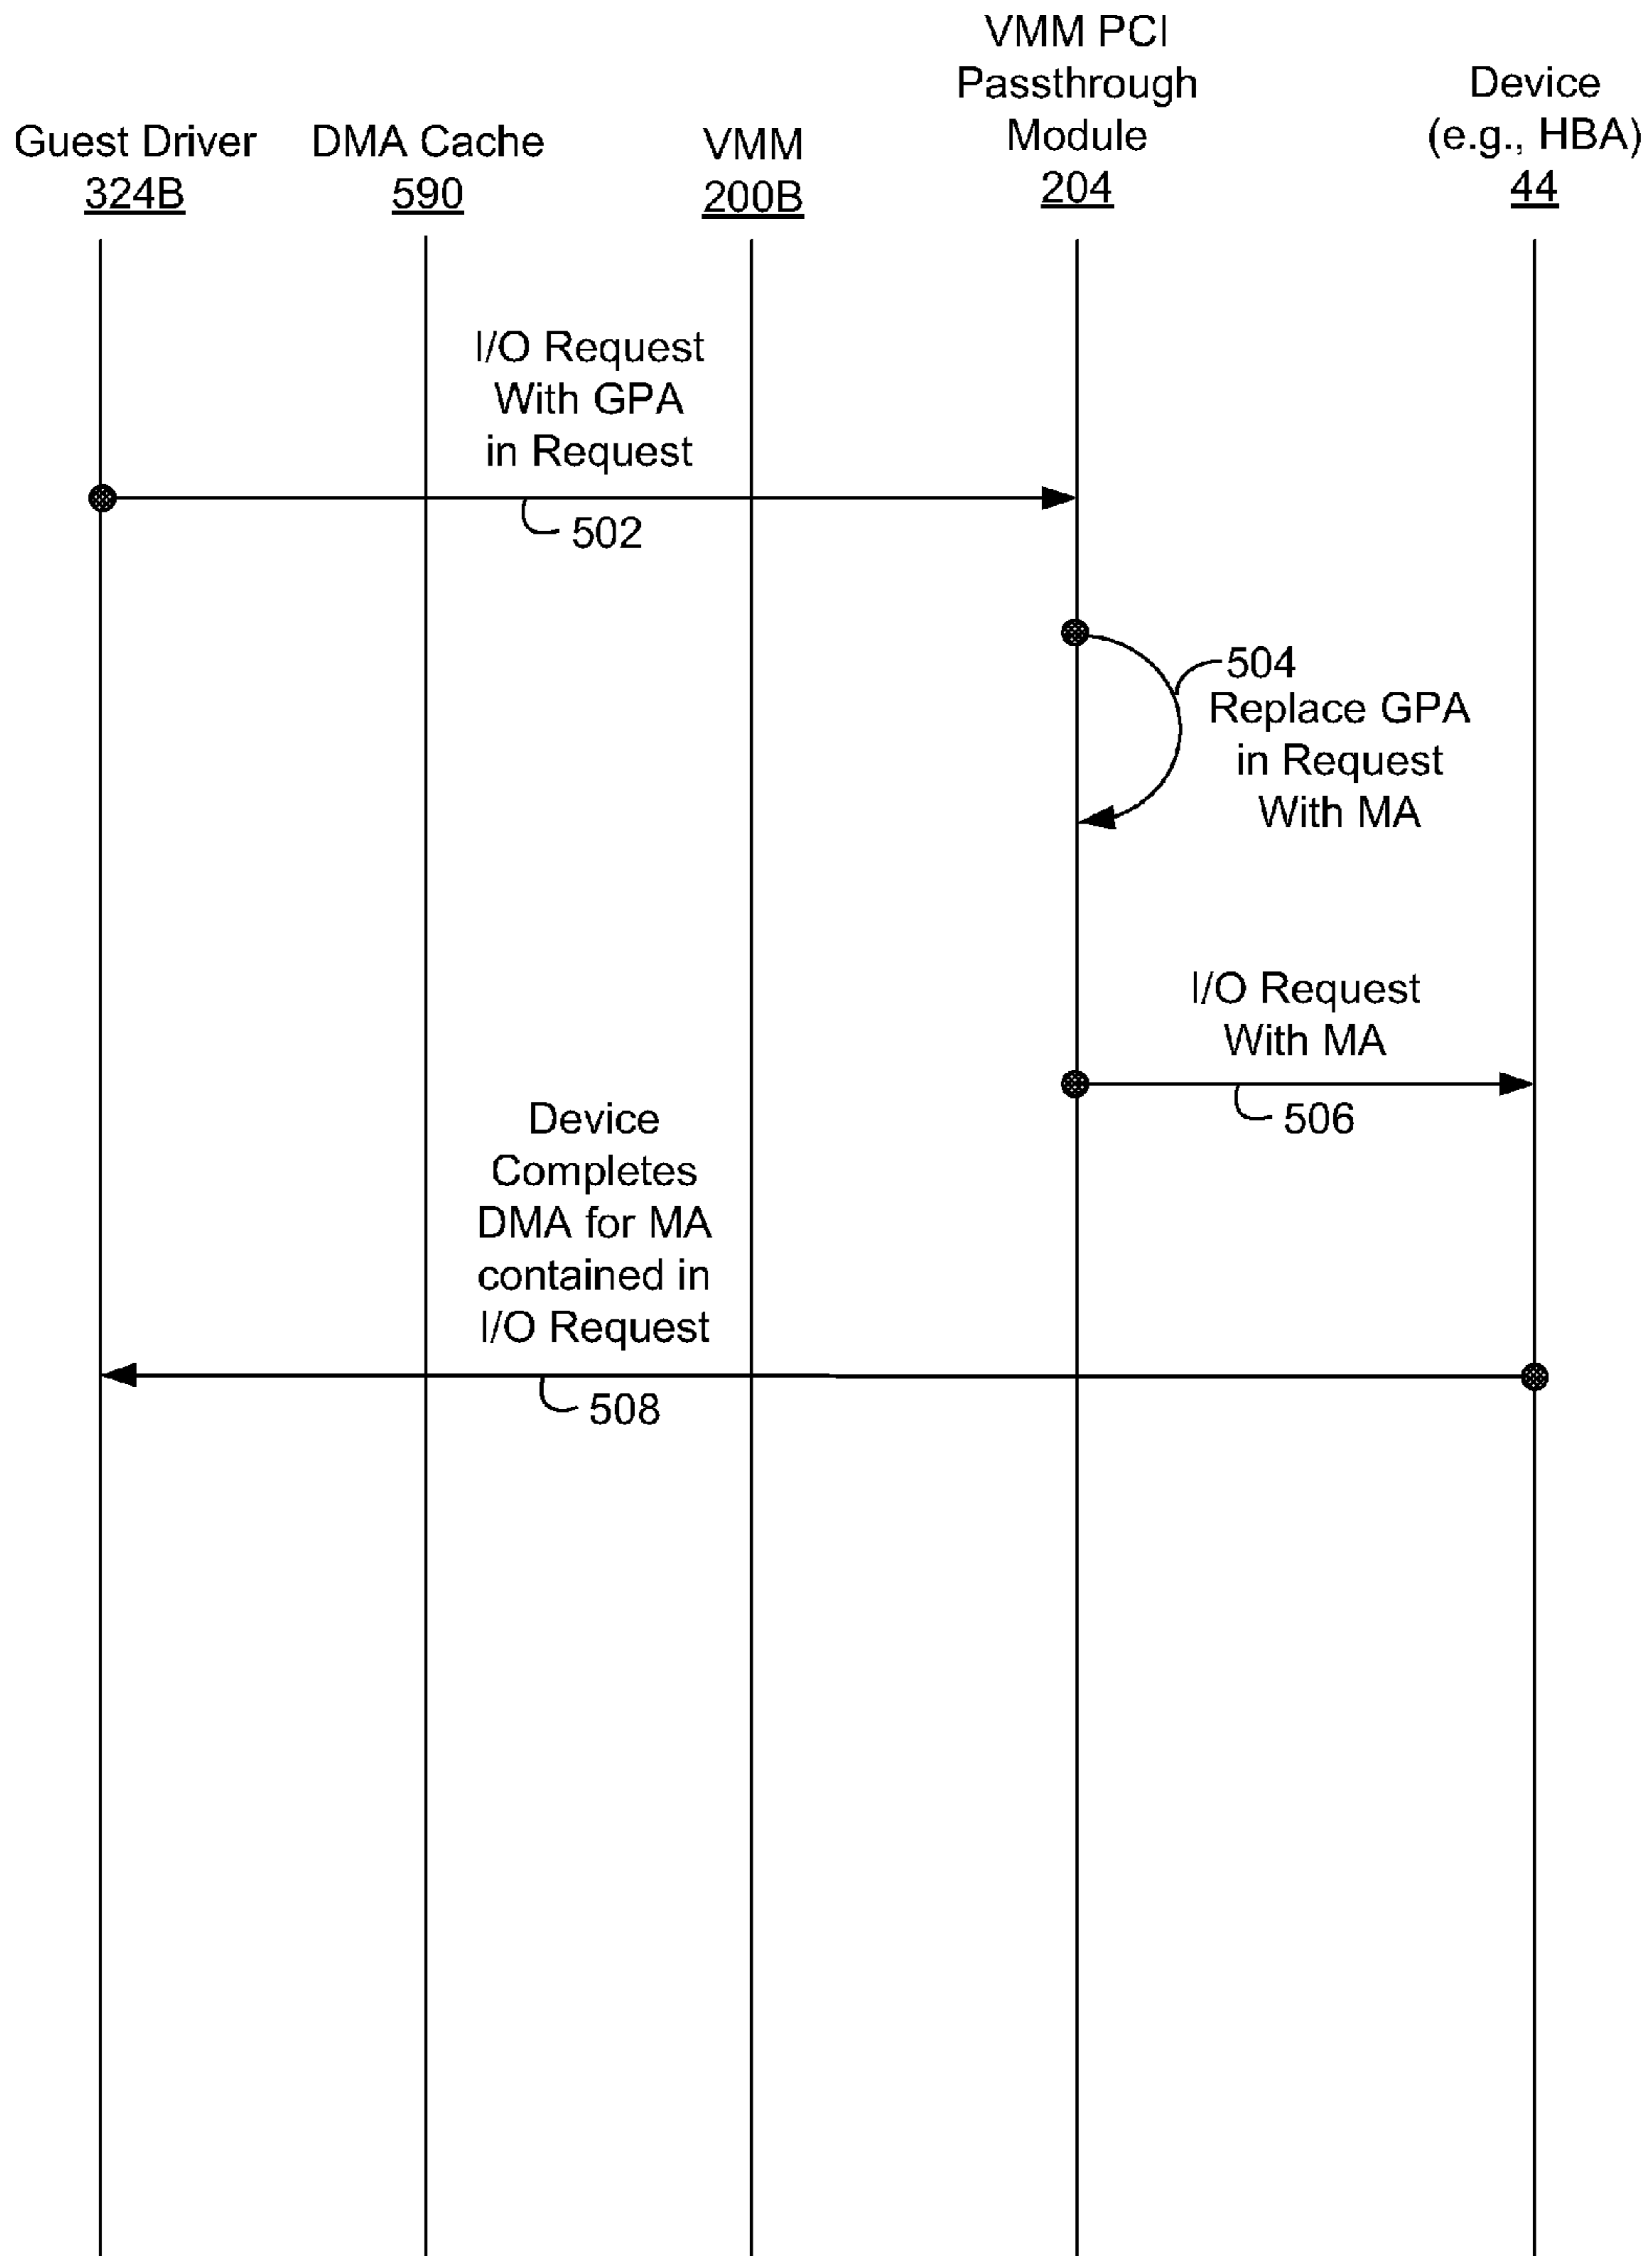 Guest Driver
324B
DMA Cache
590
VMM
200B
VMM PCI
Passthrough
Module
204
Device
(e.g., HBA)
44
I/O Request
With GPA
in Request
502
504
Replace GPA
in Request
With MA
I/O Request
With MA
506
Device
Completes
DMA for MA
contained in
I/O Request
508